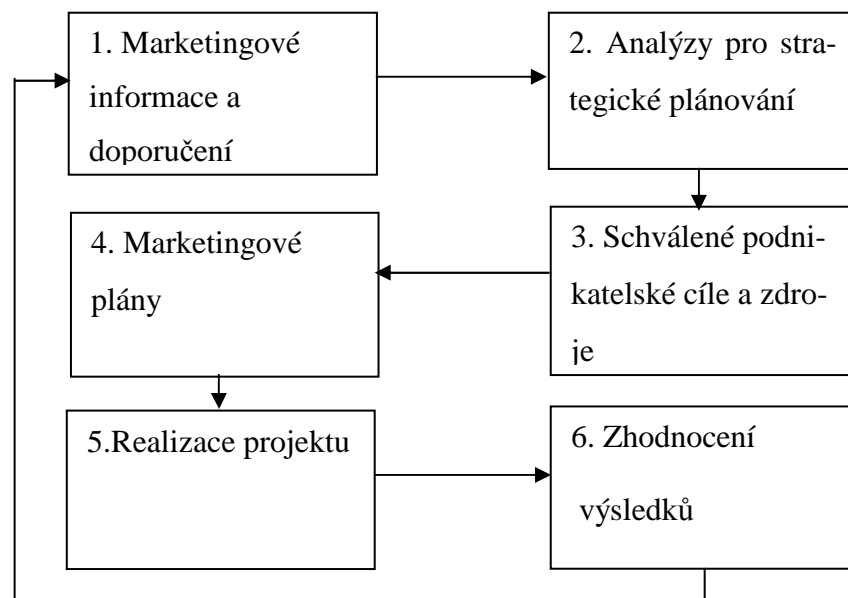 1. Marketingové
informace a
doporučení
2. Analýzy pro stra-
tegické plánování
3. Schválené podni-
katelské cíle a zdro-
je
4. Marketingové
plány
5.Realizace projektu
6. Zhodnocení
výsledků